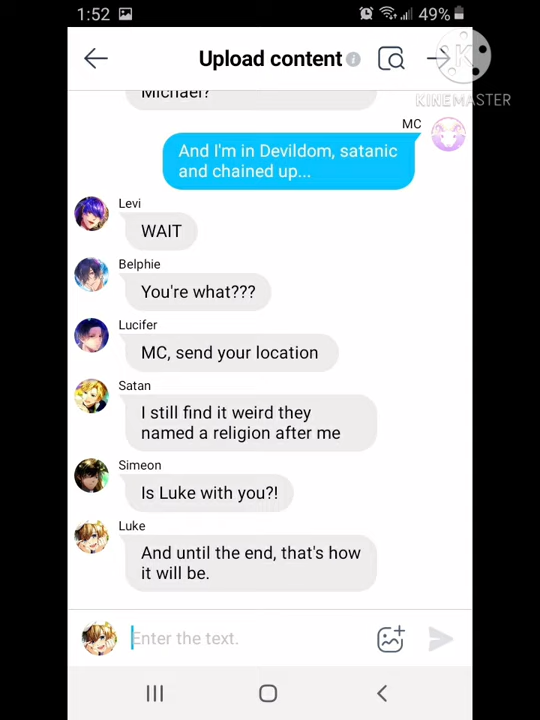 1:52
49%
Upload content
K
KINEMASTER
Michael?
MC
And I'm in Devildom, satanic
and chained up...
Levi
WAIT
Belphie
You're what???
Lucifer
MC, send your location
Satan
I still find it weird they
named a religion after me
Simeon
Is Luke with you?!
Luke
And until the end, that's how
it will be.
Enter the text.